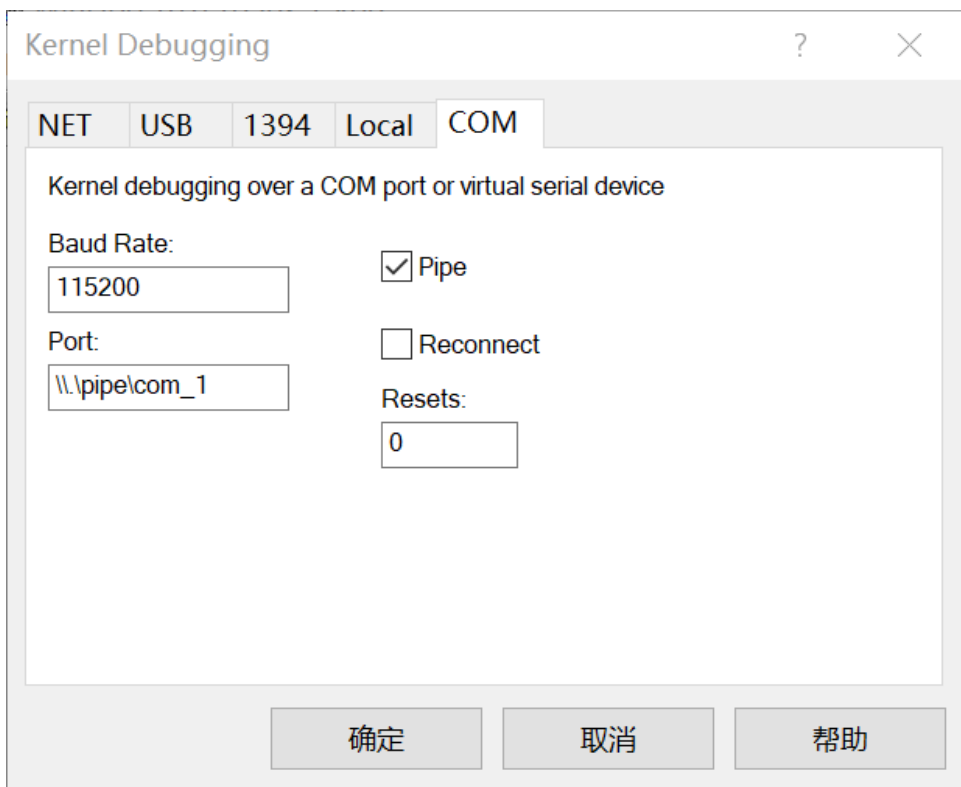 Kernel Debugging
NET USB 1394 Local COM
Kernel debugging over a COM port or virtual serial device
Baud Rate:
115200
Pipe
Port:
Reconnect
\\.\pipe\com_1
Resets:
0
确定 取消 帮助